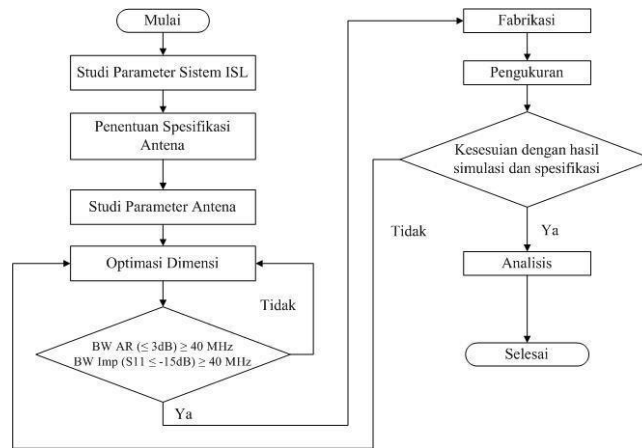 Mulai
Studi Parameter Sistem ISL
Penentuan Spesifikasi
Antena
Studi Parameter Antena
Optimasi Dimensi
Tidak
BW AR (≤ 3dB) ≥ 40 MHz
BW Imp (S11 ≤ -15dB) ≥ 40 MHz
Ya
Fabrikasi
Pengukuran
Kesesuian dengan hasil
simulasi dan spesifikasi
Tidak
Ya
Analisis
Selesai